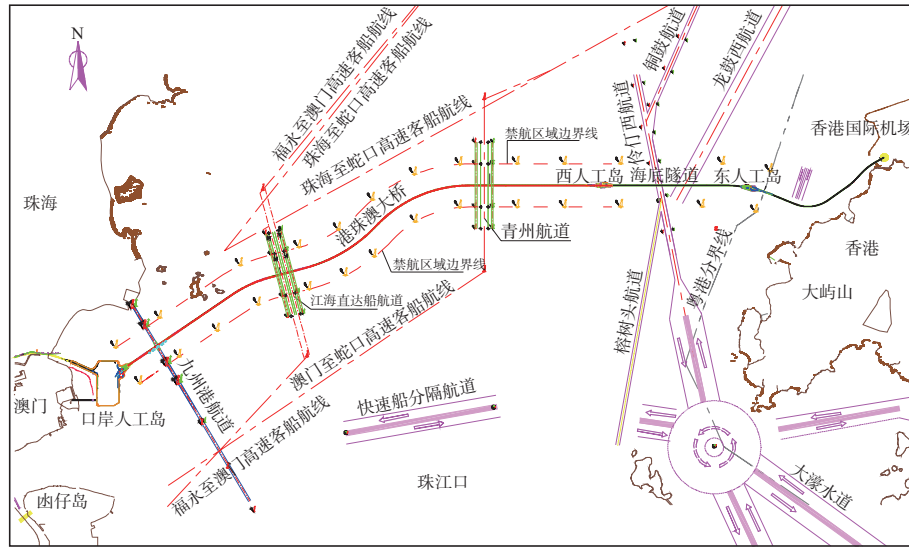 N
福永至澳门高速客船航线
珠海至蛇口高速客船航线
珠海至蛇口高速客船航线
禁航区域边界线
铜鼓航道
伶仃西航道
龙鼓西航道
香港国际机场
西人工岛
海底隧道
东人工岛
珠海
港珠澳大桥
青州航道
禁航区域边界线
粤港分界线
香港
大屿山
江海直达船航道
榕树头航道
澳门至蛇口高速客船航线
九州港航道
快速船分隔航道
澳门
口岸人工岛
福永至澳门高速客船航线
珠江口
大濠水道
凼仔岛